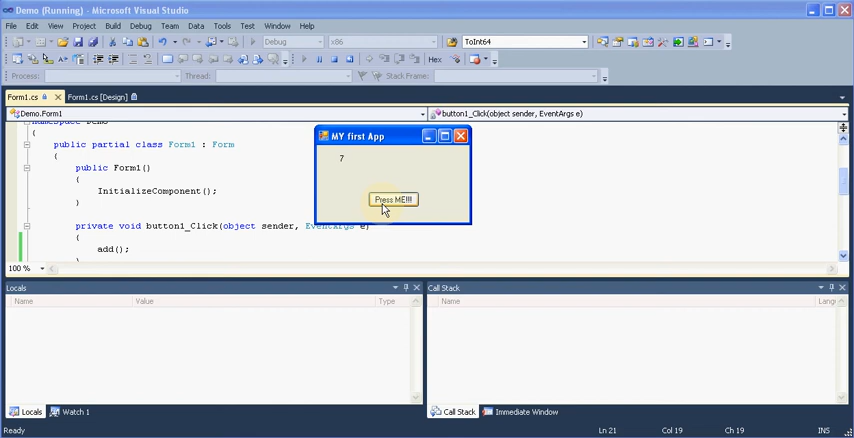 Demo (Running) - Microsoft Visual Studio
File Edit View Project Build Debug Team Data Tools Test Window Help
Debug x86 ToInt64
Hex
Process: Thread: Stack Frame:
Form1.cs Form1.cs [Design]
Demo.Form1 button1_Click(object sender, EventArgs e)
namespace Demo
{
public partial class Form1 : Form
{
public Form1()
{
InitializeComponent();
}
private void button1_Click(object sender, EventArgs e)
{
add();
}
MY first App
7
Press ME!!!
100 %
Locals
Name Value Type
Call Stack
Name Langu
Locals Watch 1
Call Stack Immediate Window
Ready Ln 21 Col 19 Ch 19 INS